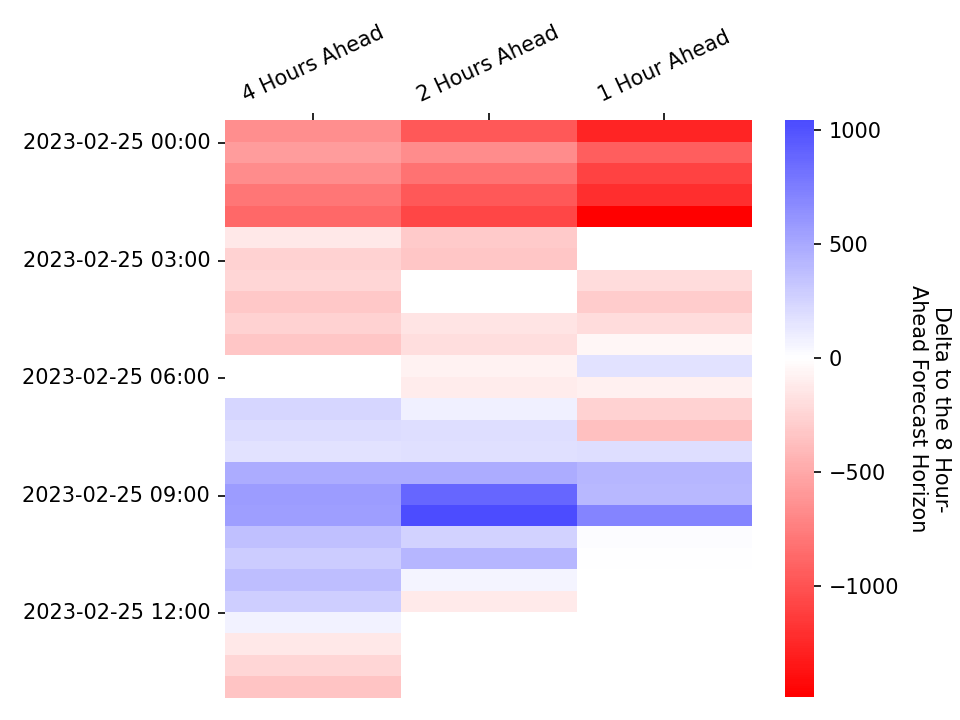 4 Hours Ahead
2 Hours Ahead
1 Hour Ahead
2023-02-25 00:00
2023-02-25 03:00
2023-02-25 06:00
2023-02-25 09:00
2023-02-25 12:00
1000
500
0
−500
−1000
Delta to the 8 Hour-
Ahead Forecast Horizon